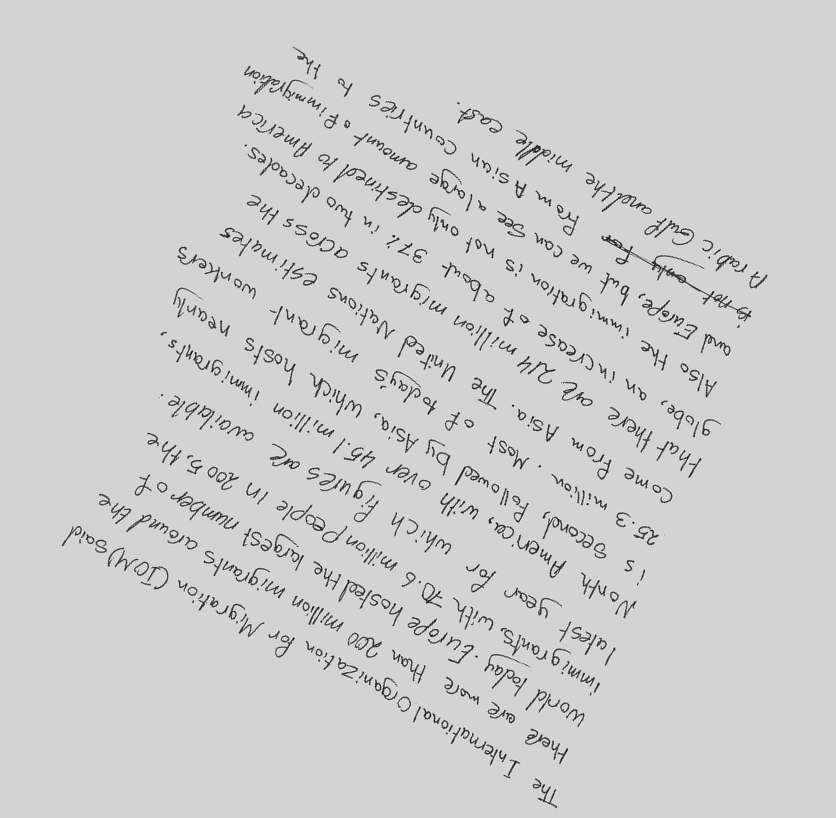 The International Organization for Migration (IOM) said
there are more than 200 million migrants around the
world today. Europe hosted the largest number of
immigrants, with 70.6 million people in 2005, the
latest year for which figures are available.
North America, with over 45.1 million immigrants,
is second, followed by Asia, which hosts nearly
25.3 million. Most of today's migrant workers
come from Asia. The United Nations estimates
that there are 214 million migrants across the
globe, an increase of about 37% in two decades.
Also the immigration is not only destined to America
and Europe, but we can see a large amount of immigration
is not only for from Asian countries to the
Arabic Gulf and the middle east.